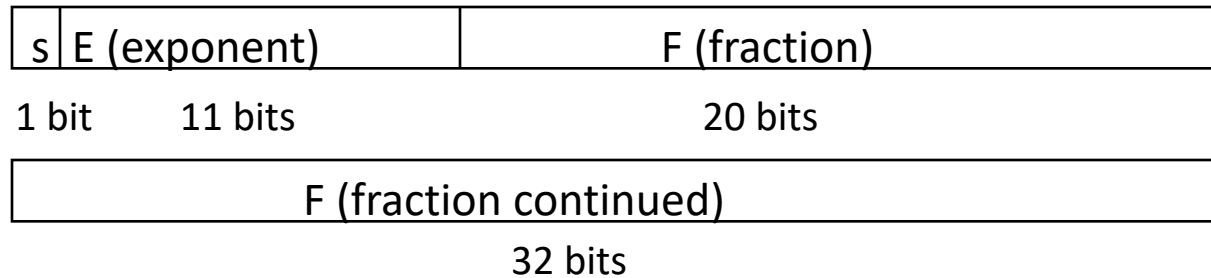 s E (exponent) F (fraction)
1 bit 11 bits 20 bits
F (fraction continued)
32 bits